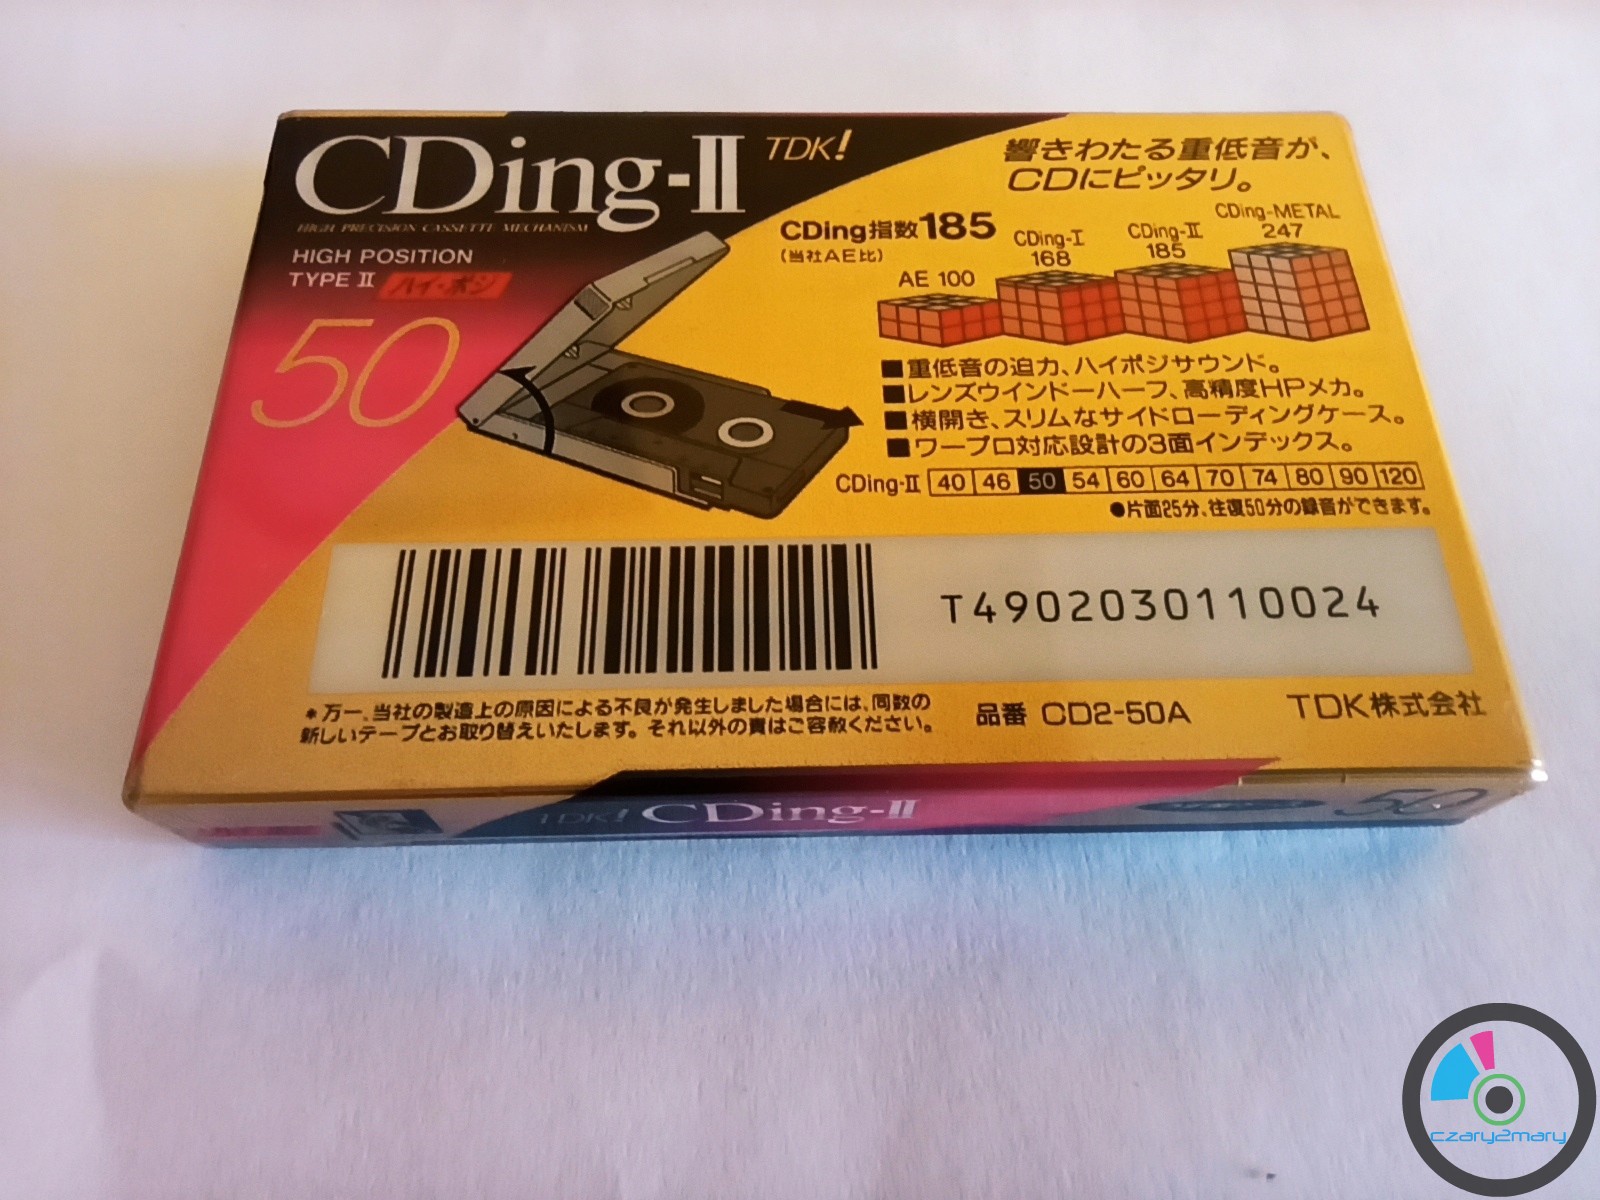 CDing-II TDK!
HIGH PRECISION CASSETTE MECHANISM
HIGH POSITION
TYPE II ハイ・ポジ
50
響きわたる重低音が、
CDにピッタリ。
CDing指数185
(当社AE比)
AE 100
CDing-I
168
CDing-II
185
CDing-METAL
247
■重低音の迫力、ハイポジサウンド。
■レンズウインドーハーフ、高精度HPメカ。
■横開き、スリムなサイドローディングケース。
■ワープロ対応設計の3面インデックス。
CDing-II 40 46 50 54 60 64 70 74 80 90 120
●片面25分、往復50分の録音ができます。
T4902030110024
*万一、当社の製造上の原因による不良が発生しました場合には、同数の
新しいテープとお取り替えいたします。それ以外の責はご容赦ください。
品番 CD2-50A
TDK株式会社
TDK! CDing-II 50
czary2mary